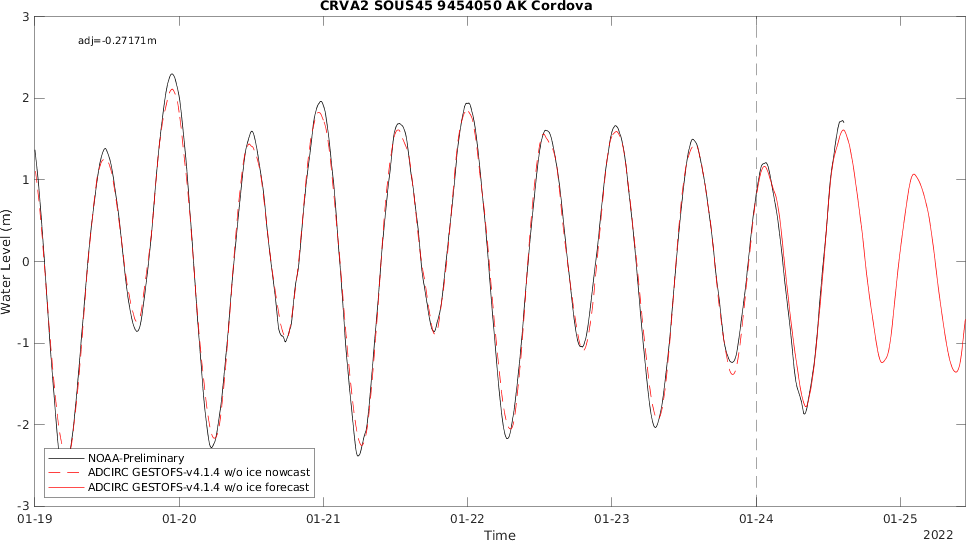 CRVA2 SOUS45 9454050 AK Cordova
adj=-0.27171m
3
2
1
0
-1
-2
-3
Water Level (m)
NOAA-Preliminary
ADCIRC GESTOFS-v4.1.4 w/o ice nowcast
ADCIRC GESTOFS-v4.1.4 w/o ice forecast
01-19 01-20 01-21 01-22 01-23 01-24 01-25
Time
2022